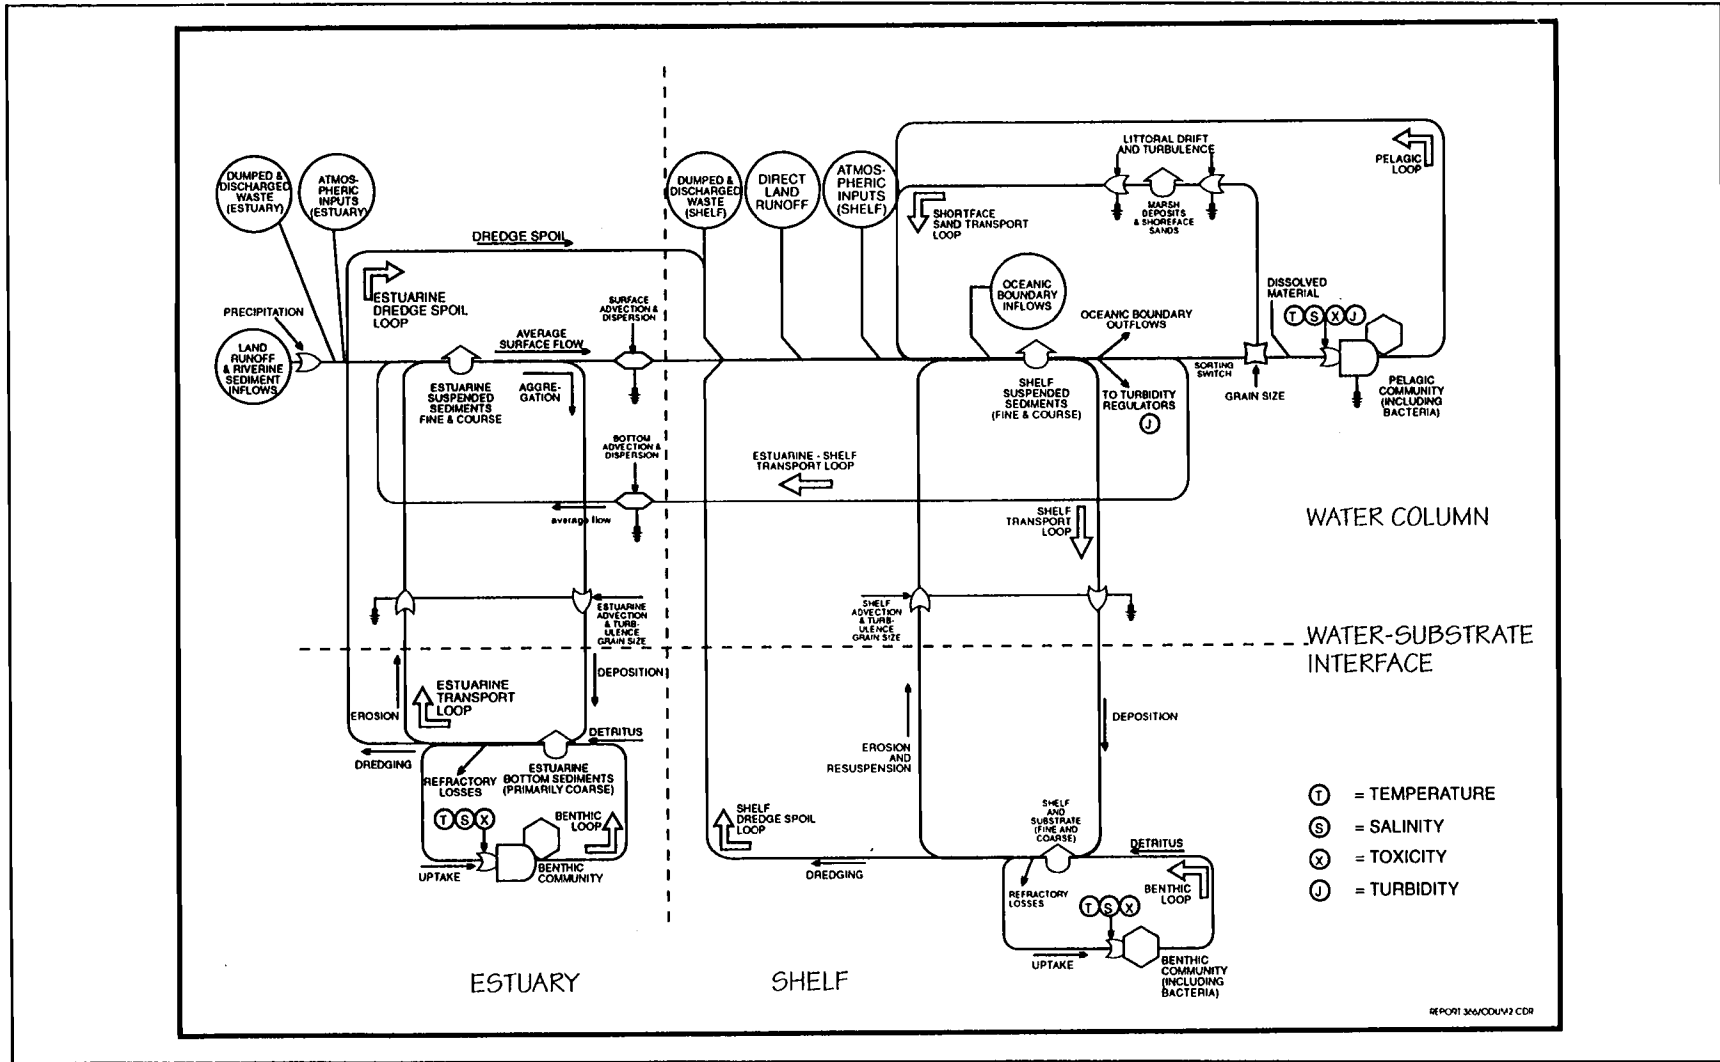 DUMPED &
DISCHARGED
WASTE
(ESTUARY)
ATMOS-
PHERIC
INPUTS
(ESTUARY)
DREDGE SPOIL
ESTUARINE
DREDGE SPOIL
LOOP
PRECIPITATION
LAND
RUNOFF
& RIVERINE
SEDIMENT
INFLOWS
AVERAGE
SURFACE FLOW
SURFACE
ADVECTION &
DISPERSION
ESTUARINE
SUSPENDED
SEDIMENTS
FINE & COURSE
AGGRE-
GATION
BOTTOM
ADVECTION &
DISPERSION
average flow
DUMPED &
DISCHARGED
WASTE
(SHELF)
DIRECT
LAND
RUNOFF
ATMOS-
PHERIC
INPUTS
(SHELF)
LITTORAL DRIFT
AND TURBULENCE
PELAGIC
LOOP
SHORTFACE
SAND TRANSPORT
LOOP
MARSH
DEPOSITS
& SHOREFACE
SANDS
OCEANIC
BOUNDARY
INFLOWS
DISSOLVED
MATERIAL
T S X J
OCEANIC BOUNDARY
OUTFLOWS
SORTING
SWITCH
GRAIN SIZE
SHELF
SUSPENDED
SEDIMENTS
(FINE & COURSE)
TO TURBIDITY
REGULATORS
J
PELAGIC
COMMUNITY
(INCLUDING
BACTERIA)
ESTUARINE - SHELF
TRANSPORT LOOP
SHELF
TRANSPORT
LOOP
WATER COLUMN
ESTUARINE
ADVECTION
& TURB-
ULENCE
GRAIN SIZE
SHELF
ADVECTION
& TURB-
ULENCE
GRAIN SIZE
WATER-SUBSTRATE
INTERFACE
EROSION
ESTUARINE
TRANSPORT
LOOP
DEPOSITION
DETRITUS
DREDGING
REFRACTORY
LOSSES
ESTUARINE
BOTTOM SEDIMENTS
(PRIMARILY COARSE)
T S X
BENTHIC
LOOP
UPTAKE
BENTHIC
COMMUNITY
EROSION
AND
RESUSPENSION
DEPOSITION
SHELF
DREDGE SPOIL
LOOP
SHELF
AND
SUBSTRATE
(FINE AND
COARSE)
DETRITUS
DREDGING
REFRACTORY
LOSSES
BENTHIC
LOOP
T S X
UPTAKE
BENTHIC
COMMUNITY
(INCLUDING
BACTERIA)
T = TEMPERATURE
S = SALINITY
X = TOXICITY
J = TURBIDITY
ESTUARY
SHELF